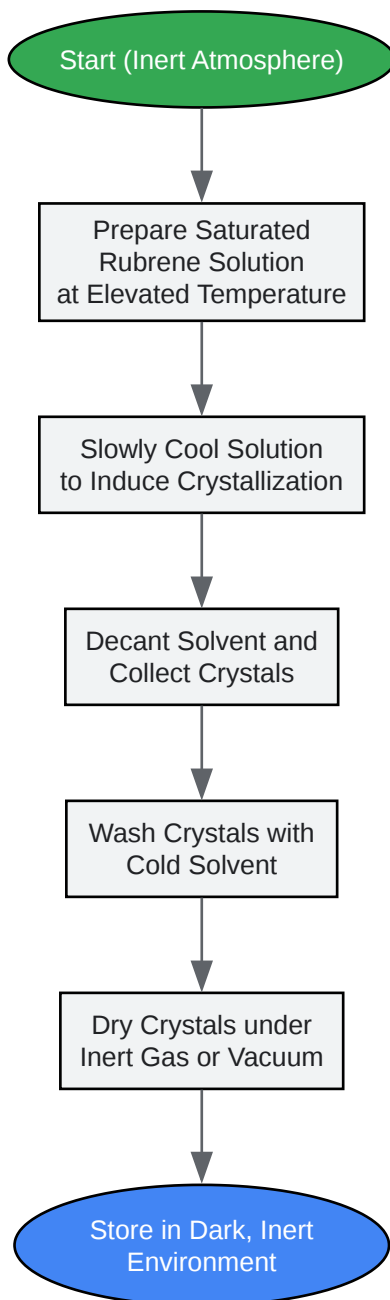 Start (Inert Atmosphere)
Prepare Saturated
Rubrene Solution
at Elevated Temperature
Slowly Cool Solution
to Induce Crystallization
Decant Solvent and
Collect Crystals
Wash Crystals with
Cold Solvent
Dry Crystals under
Inert Gas or Vacuum
Store in Dark, Inert
Environment